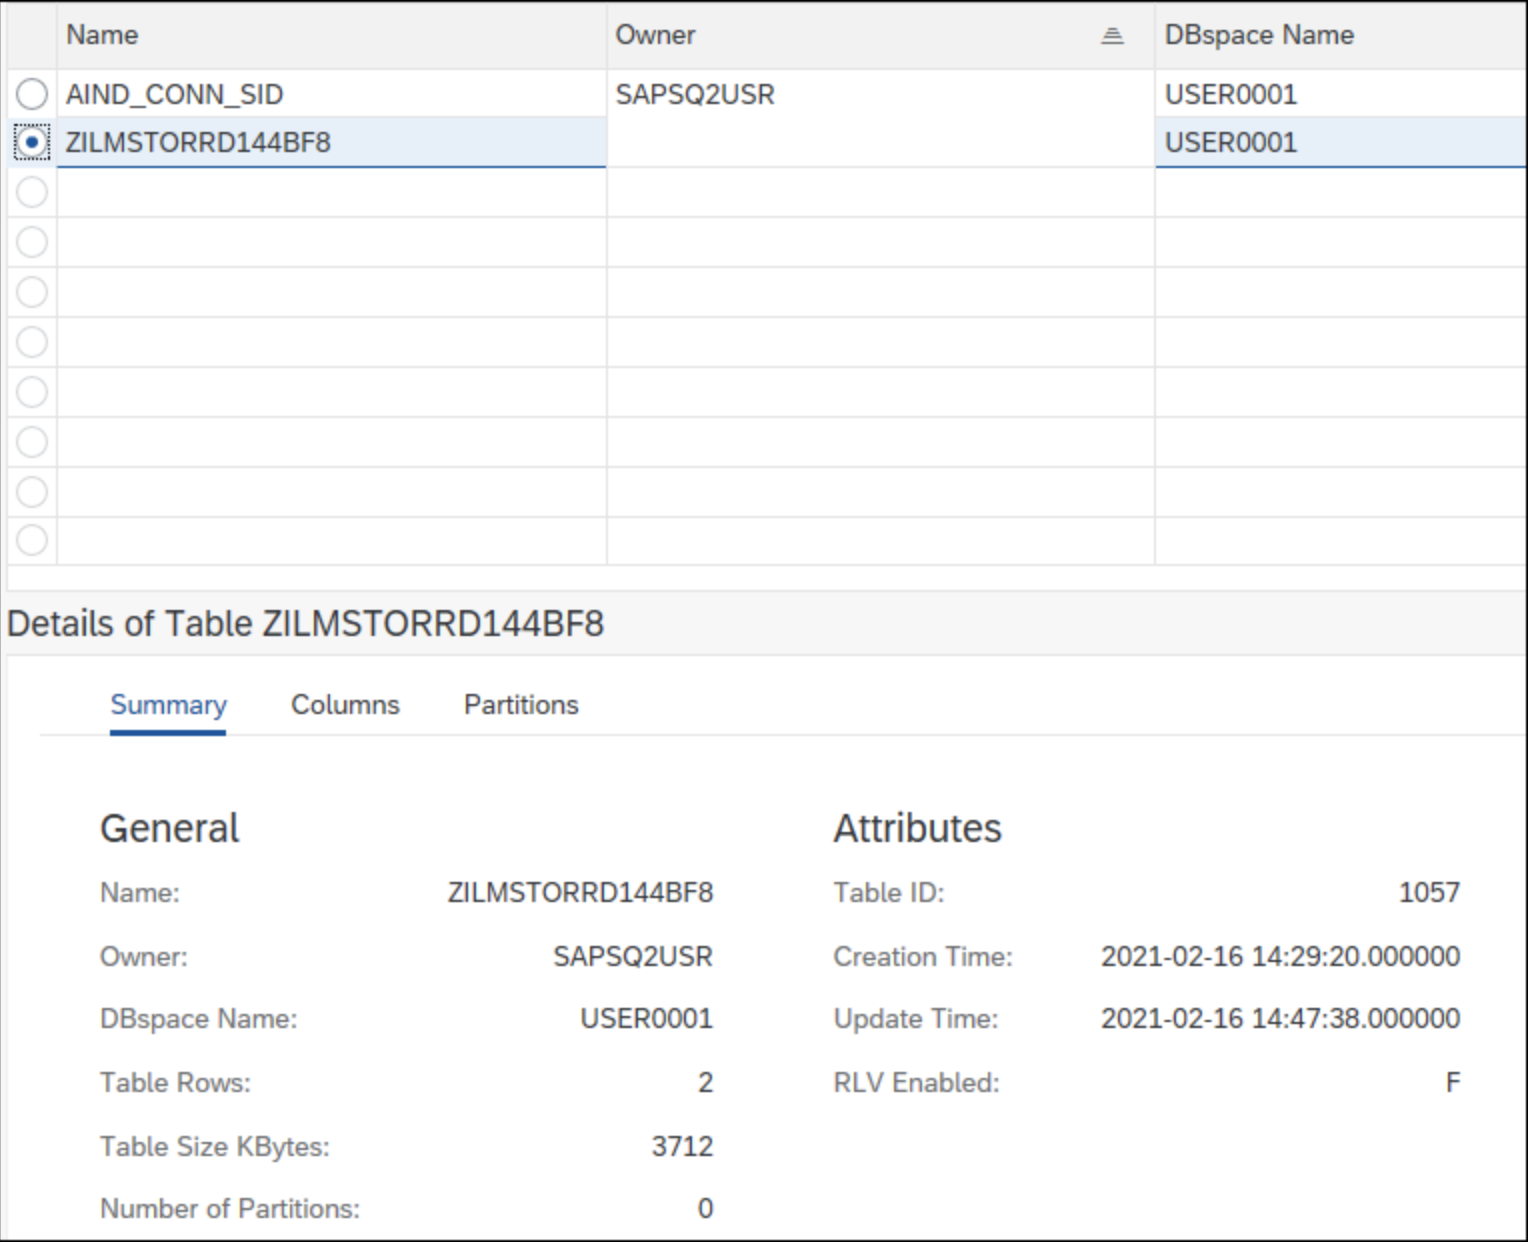 Name Owner DBspace Name
AIND_CONN_SID SAPSQ2USR USER0001
ZILMSTORRD144BF8 USER0001
Details of Table ZILMSTORRD144BF8
Summary Columns Partitions
General Attributes
Name: ZILMSTORRD144BF8 Table ID: 1057
Owner: SAPSQ2USR Creation Time: 2021-02-16 14:29:20.000000
DBspace Name: USER0001 Update Time: 2021-02-16 14:47:38.000000
Table Rows: 2 RLV Enabled: F
Table Size KBytes: 3712
Number of Partitions: 0